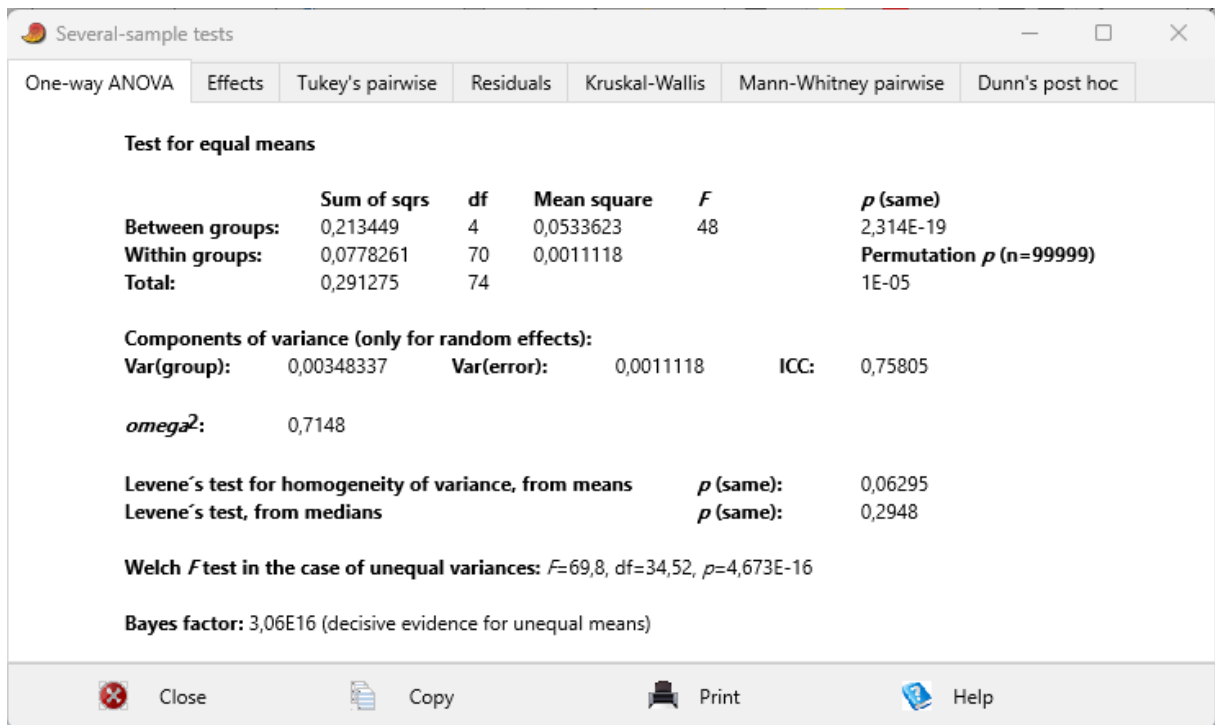 Several-sample tests
One-way ANOVA Effects Tukey's pairwise Residuals Kruskal-Wallis Mann-Whitney pairwise Dunn's post hoc
Test for equal means
Sum of sqrs df Mean square F p (same)
Between groups: 0,213449 4 0,0533623 48 2,314E-19
Within groups: 0,0778261 70 0,0011118 Permutation p (n=99999)
Total: 0,291275 74 1E-05
Components of variance (only for random effects):
Var(group): 0,00348337 Var(error): 0,0011118 ICC: 0,75805
omega2: 0,7148
Levene´s test for homogeneity of variance, from means p (same): 0,06295
Levene´s test, from medians p (same): 0,2948
Welch F test in the case of unequal variances: F=69,8, df=34,52, p=4,673E-16
Bayes factor: 3,06E16 (decisive evidence for unequal means)
Close Copy Print Help